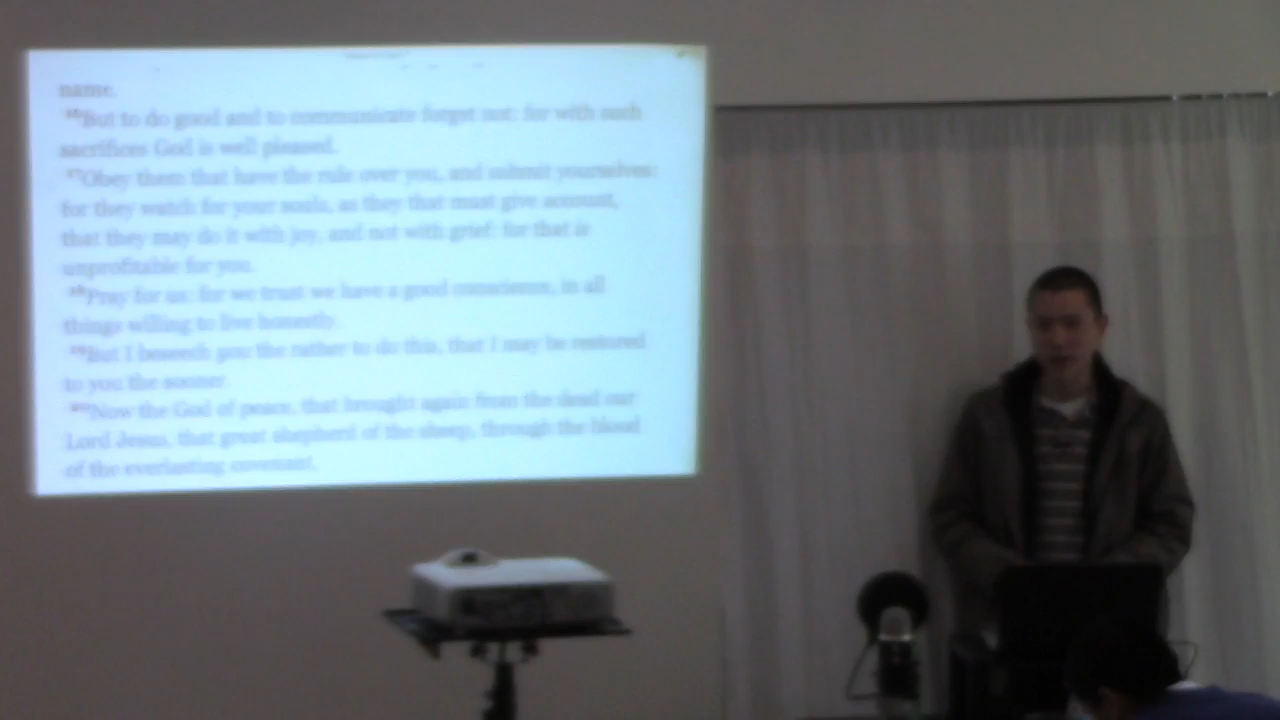 name.
16But to do good and to communicate forget not: for with such
sacrifices God is well pleased.
17Obey them that have the rule over you, and submit yourselves:
for they watch for your souls, as they that must give account,
that they may do it with joy, and not with grief: for that is
unprofitable for you.
18Pray for us: for we trust we have a good conscience, in all
things willing to live honestly.
19But I beseech you the rather to do this, that I may be restored
to you the sooner.
20Now the God of peace, that brought again from the dead our
Lord Jesus, that great shepherd of the sheep, through the blood
of the everlasting covenant,